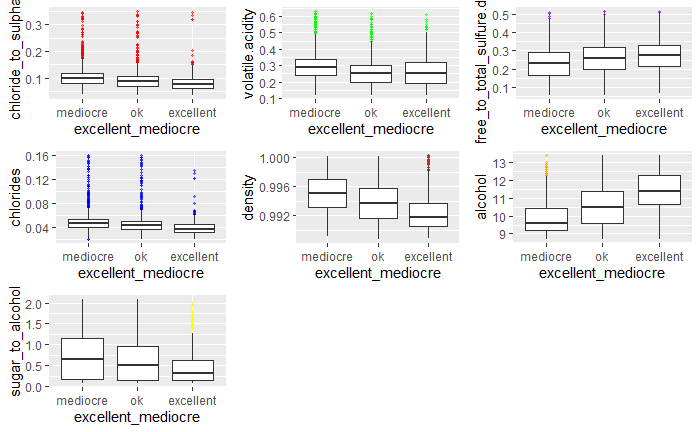 chloride_to_sulpha
0.3
0.2
0.1
mediocre ok excellent
excellent_mediocre
volatile.acidity
0.6
0.5
0.4
0.3
0.2
0.1
mediocre ok excellent
excellent_mediocre
free_to_total_sulfure.d
0.5
0.4
0.3
0.2
0.1
mediocre ok excellent
excellent_mediocre
chlorides
0.16
0.12
0.08
0.04
mediocre ok excellent
excellent_mediocre
density
1.000
0.996
0.992
mediocre ok excellent
excellent_mediocre
alcohol
13
12
11
10
9
mediocre ok excellent
excellent_mediocre
sugar_to_alcohol
2.0
1.5
1.0
0.5
0.0
mediocre ok excellent
excellent_mediocre